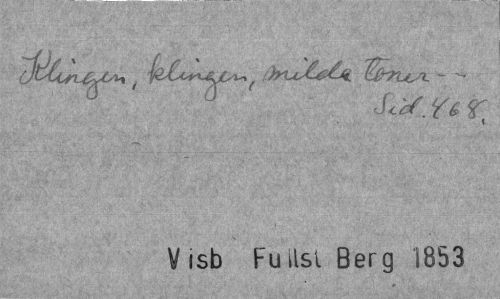 Klingen, klingen, milda toner--
Sid. 468.
Visb Fullst Berg 1853